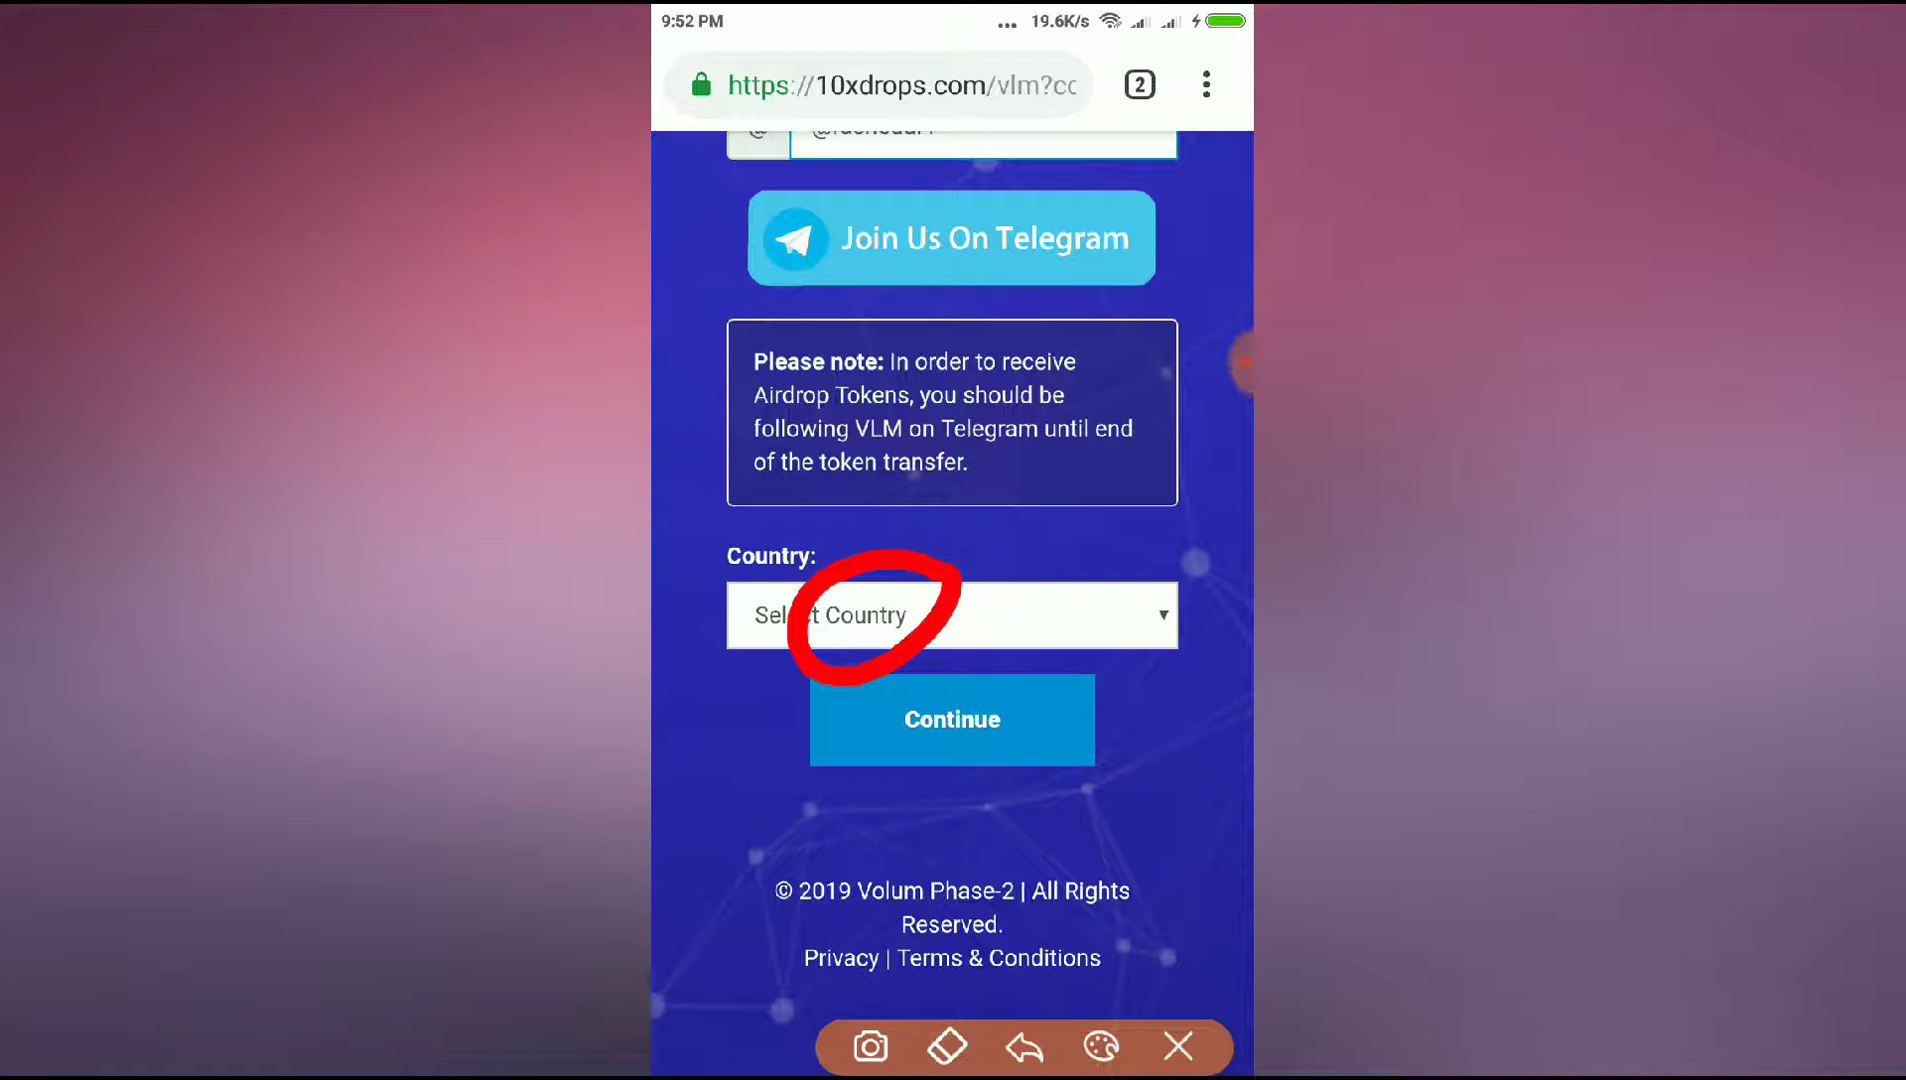 9:52 PM
... 19.6K/s
https://10xdrops.com/vlm?cc
2
@
Join Us On Telegram
Please note: In order to receive
Airdrop Tokens, you should be
following VLM on Telegram until end
of the token transfer.
Country:
Select Country
Continue
© 2019 Volum Phase-2 | All Rights
Reserved.
Privacy | Terms & Conditions